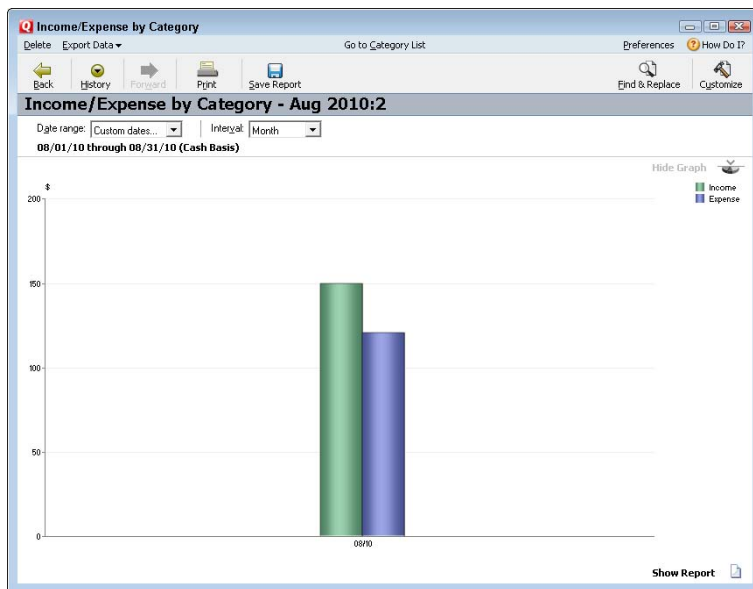 Income/Expense by Category
Delete Export Data Go to Category List Preferences How Do I?
Back History Forward Print Save Report Find & Replace Customize
Income/Expense by Category - Aug 2010:2
Date range: Custom dates... Interval: Month
08/01/10 through 08/31/10 (Cash Basis)
Hide Graph
$
Income
Expense
200
150
100
50
0
08/10
Show Report